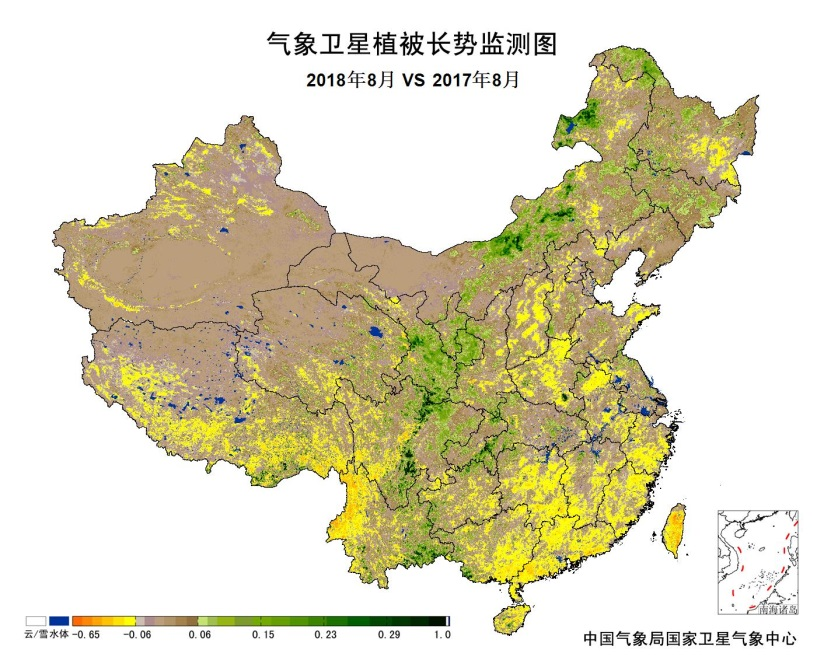 气象卫星植被长势监测图
2018年8月 VS 2017年8月
南海诸岛
云/雪 水体 -0.65 -0.06 0.06 0.15 0.23 0.29 1.0
中国气象局国家卫星气象中心